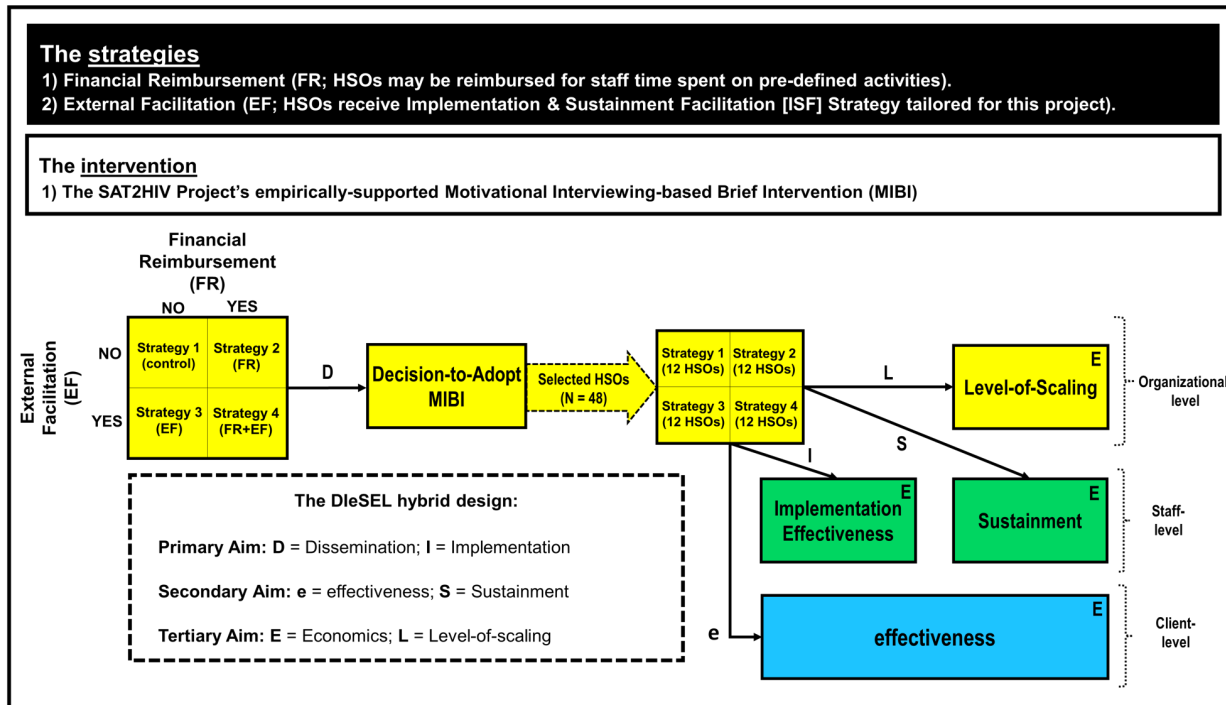 The strategies
1) Financial Reimbursement (FR; HSOs may be reimbursed for staff time spent on pre-defined activities).
2) External Facilitation (EF; HSOs receive Implementation & Sustainment Facilitation [ISF] Strategy tailored for this project).
The intervention
1) The SAT2HIV Project's empirically-supported Motivational Interviewing-based Brief Intervention (MIBI)
Financial
Reimbursement
(FR)
NO
YES
External
Facilitation
(EF)
NO
YES
Strategy 1
(control)
Strategy 2
(FR)
Strategy 3
(EF)
Strategy 4
(FR+EF)
D
Decision-to-Adopt
MIBI
Selected HSOs
(N = 48)
Strategy 1
(12 HSOs)
Strategy 2
(12 HSOs)
Strategy 3
(12 HSOs)
Strategy 4
(12 HSOs)
L
E
Level-of-Scaling
Organizational
level
S
I
E
Implementation
Effectiveness
E
Sustainment
Staff-
level
e
E
effectiveness
Client-
level
The DIeSEL hybrid design:
Primary Aim: D = Dissemination; I = Implementation
Secondary Aim: e = effectiveness; S = Sustainment
Tertiary Aim: E = Economics; L = Level-of-scaling